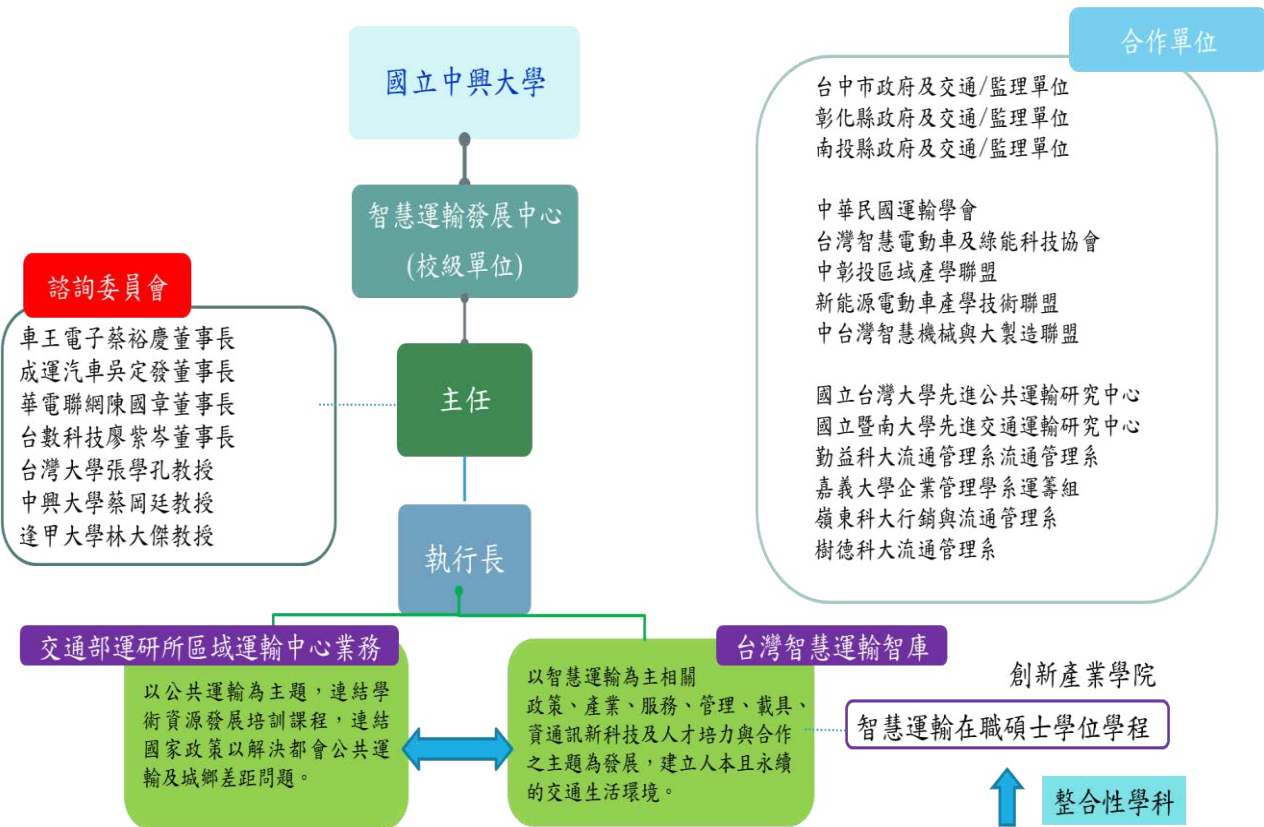 國立中興大學
智慧運輸發展中心
(校級單位)
諮詢委員會
車王電子蔡裕慶董事長
成運汽車吳定發董事長
華電聯網陳國章董事長
台數科技廖紫岑董事長
台灣大學張學孔教授
中興大學蔡岡廷教授
逢甲大學林大傑教授
主任
執行長
合作單位
台中市政府及交通/監理單位
彰化縣政府及交通/監理單位
南投縣政府及交通/監理單位
中華民國運輸學會
台灣智慧電動車及綠能科技協會
中彰投區域產學聯盟
新能源電動車產學技術聯盟
中台灣智慧機械與大製造聯盟
國立台灣大學先進公共運輸研究中心
國立暨南大學先進交通運輸研究中心
勤益科大流通管理系流通管理系
嘉義大學企業管理學系運籌組
嶺東科大行銷與流通管理系
樹德科大流通管理系
交通部運研所區域運輸中心業務
以公共運輸為主題，連結學
術資源發展培訓課程，連結
國家政策以解決都會公共運
輸及城鄉差距問題。
台灣智慧運輸智庫
以智慧運輸為主相關
政策、產業、服務、管理、載具、
資通訊新科技及人才培力與合作
之主題為發展，建立人本且永續
的交通生活環境。
創新產業學院
智慧運輸在職碩士學位學程
整合性學科